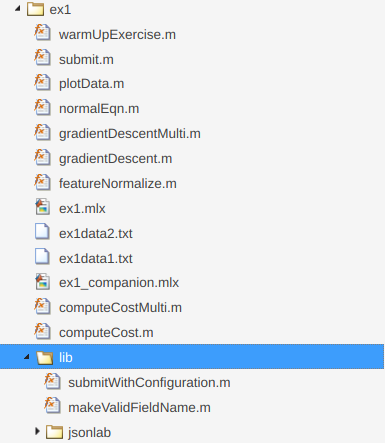 ex1
warmUpExercise.m
submit.m
plotData.m
normalEqn.m
gradientDescentMulti.m
gradientDescent.m
featureNormalize.m
ex1.mlx
ex1data2.txt
ex1data1.txt
ex1_companion.mlx
computeCostMulti.m
computeCost.m
lib
submitWithConfiguration.m
makeValidFieldName.m
jsonlab